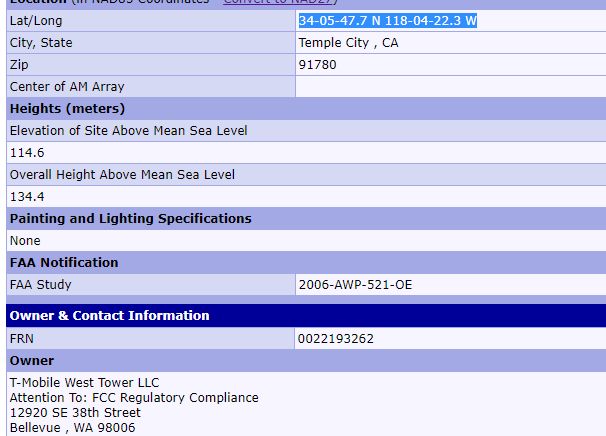 Location (in NAD83 Coordinates - Convert to NAD27)
Lat/Long 34-05-47.7 N 118-04-22.3 W
City, State Temple City , CA
Zip 91780
Center of AM Array
Heights (meters)
Elevation of Site Above Mean Sea Level
114.6
Overall Height Above Mean Sea Level
134.4
Painting and Lighting Specifications
None
FAA Notification
FAA Study 2006-AWP-521-OE
Owner & Contact Information
FRN 0022193262
Owner
T-Mobile West Tower LLC
Attention To: FCC Regulatory Compliance
12920 SE 38th Street
Bellevue , WA 98006